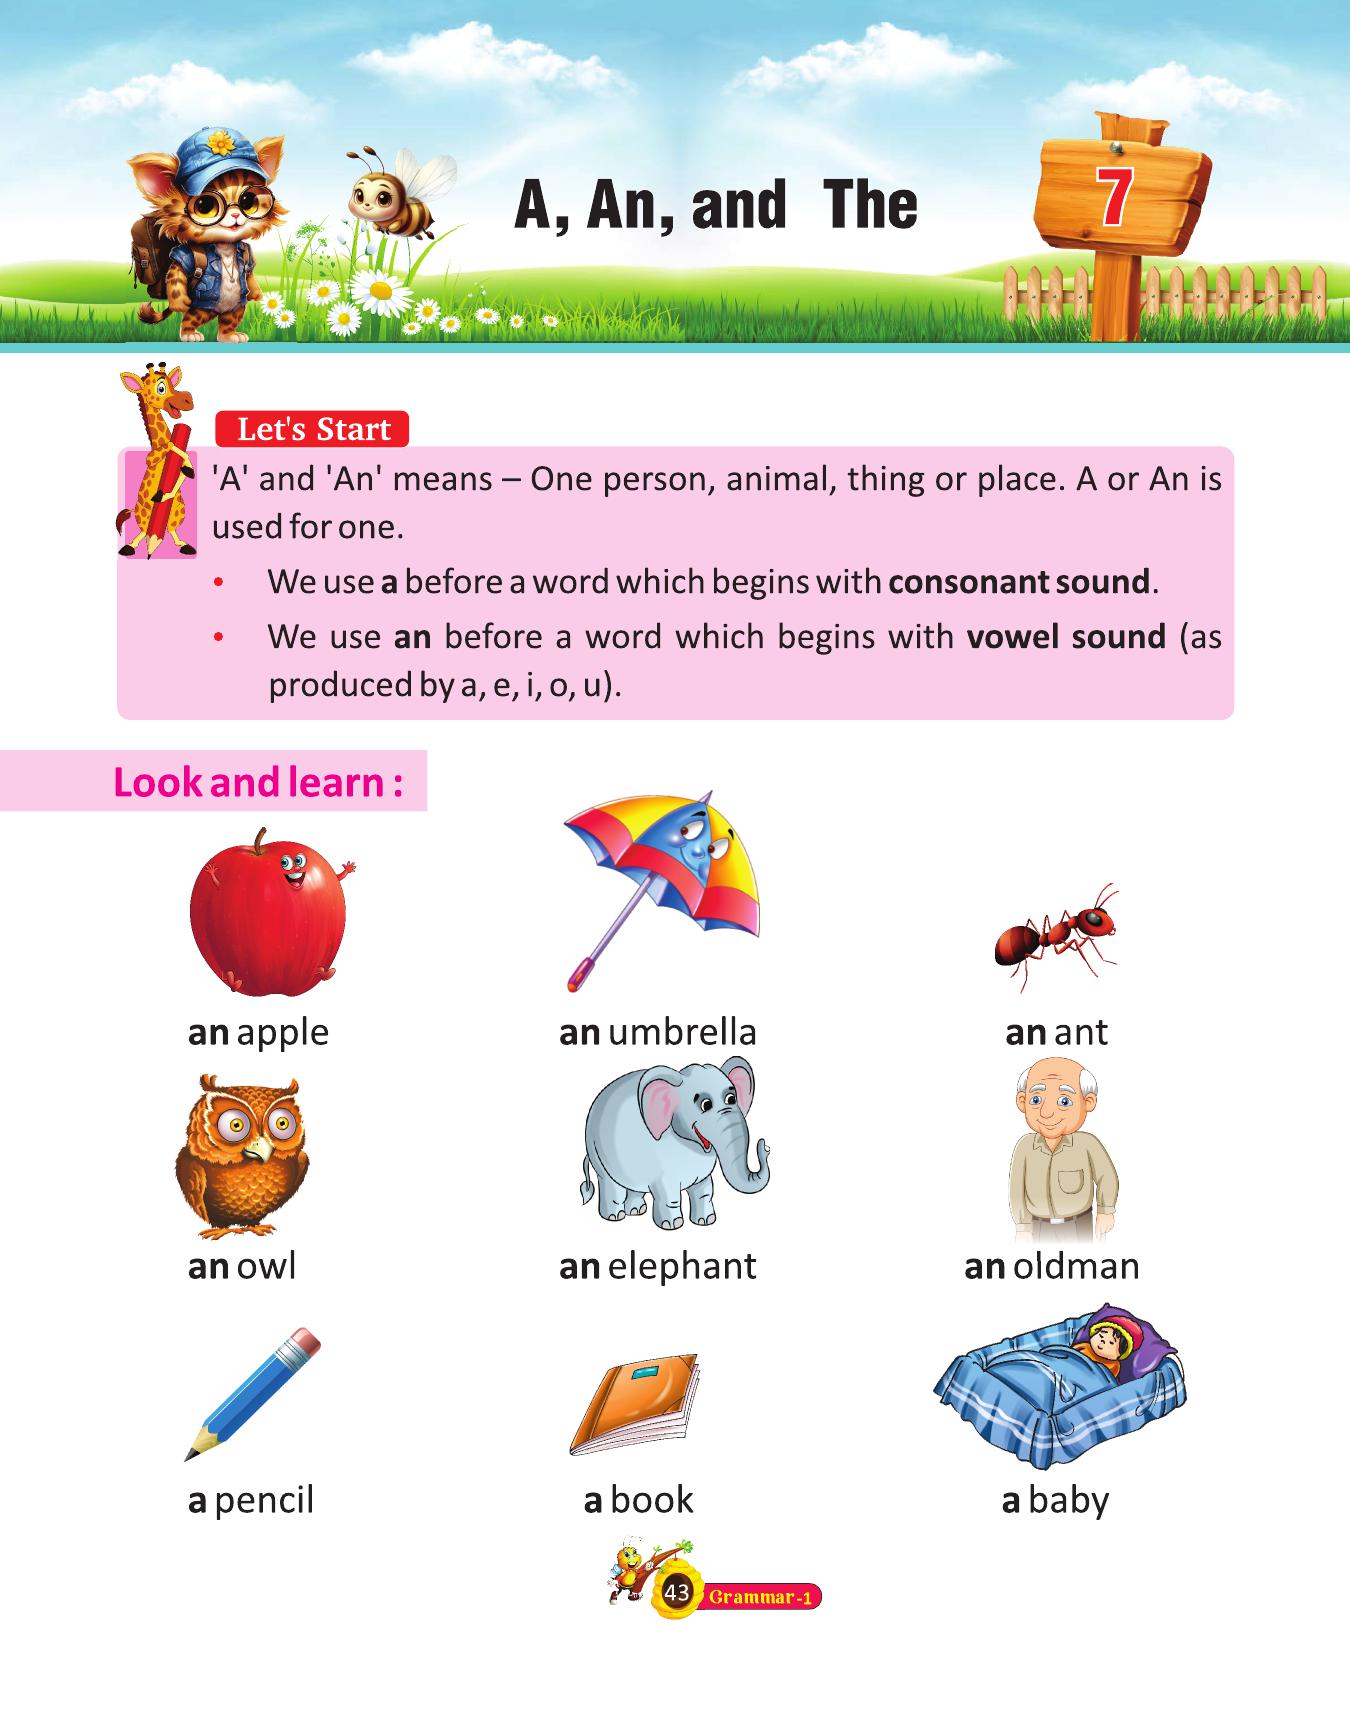 A, An, and The
7
Let's Start
'A' and 'An' means – One person, animal, thing or place. A or An is
used for one.
• We use a before a word which begins with consonant sound.
• We use an before a word which begins with vowel sound (as
produced by a, e, i, o, u).
Look and learn :
an apple an umbrella an ant
an owl an elephant an oldman
a pencil a book a baby
43 Grammar-1